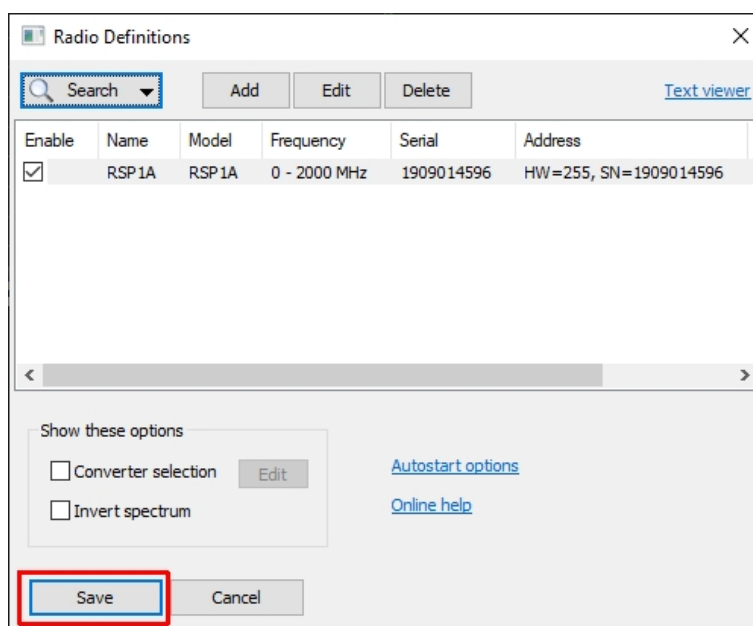 Radio Definitions
Search Add Edit Delete Text viewer
Enable Name Model Frequency Serial Address
RSP1A RSP1A 0 - 2000 MHz 1909014596 HW=255, SN=1909014596
Show these options
Converter selection Edit Autostart options
Invert spectrum Online help
Save Cancel